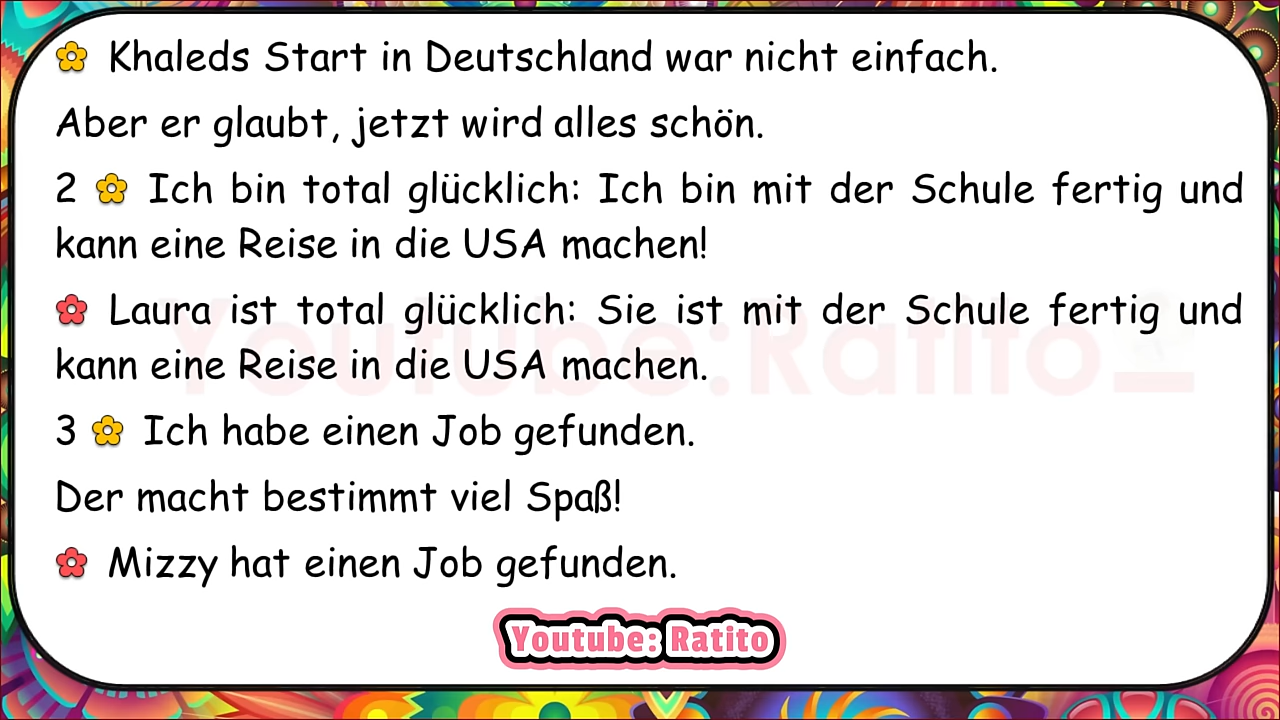 Khaleds Start in Deutschland war nicht einfach.
Aber er glaubt, jetzt wird alles schön.
2 Ich bin total glücklich: Ich bin mit der Schule fertig und
kann eine Reise in die USA machen!
Laura ist total glücklich: Sie ist mit der Schule fertig und
kann eine Reise in die USA machen.
3 Ich habe einen Job gefunden.
Der macht bestimmt viel Spaß!
Mizzy hat einen Job gefunden.
Youtube: Ratito
Youtube:Ratito_